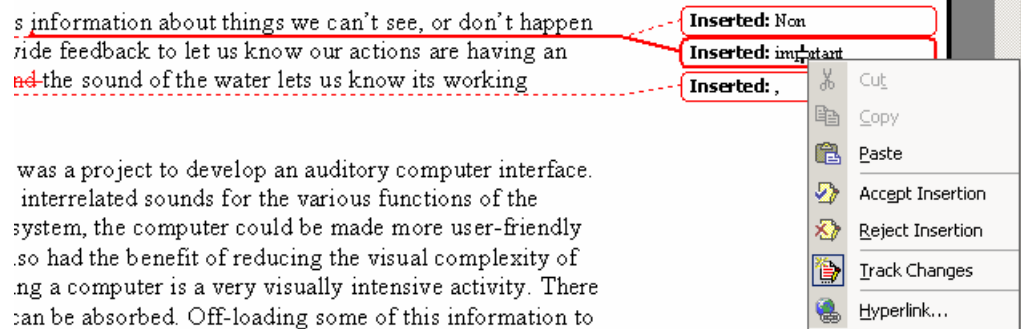 s information about things we can't see, or don't happen
vide feedback to let us know our actions are having an
nd the sound of the water lets us know its working
was a project to develop an auditory computer interface.
interrelated sounds for the various functions of the
system, the computer could be made more user-friendly
so had the benefit of reducing the visual complexity of
ng a computer is a very visually intensive activity. There
can be absorbed. Off-loading some of this information to
Inserted: Non
Inserted: important
Inserted: ,
Cut
Copy
Paste
Accept Insertion
Reject Insertion
Track Changes
Hyperlink...